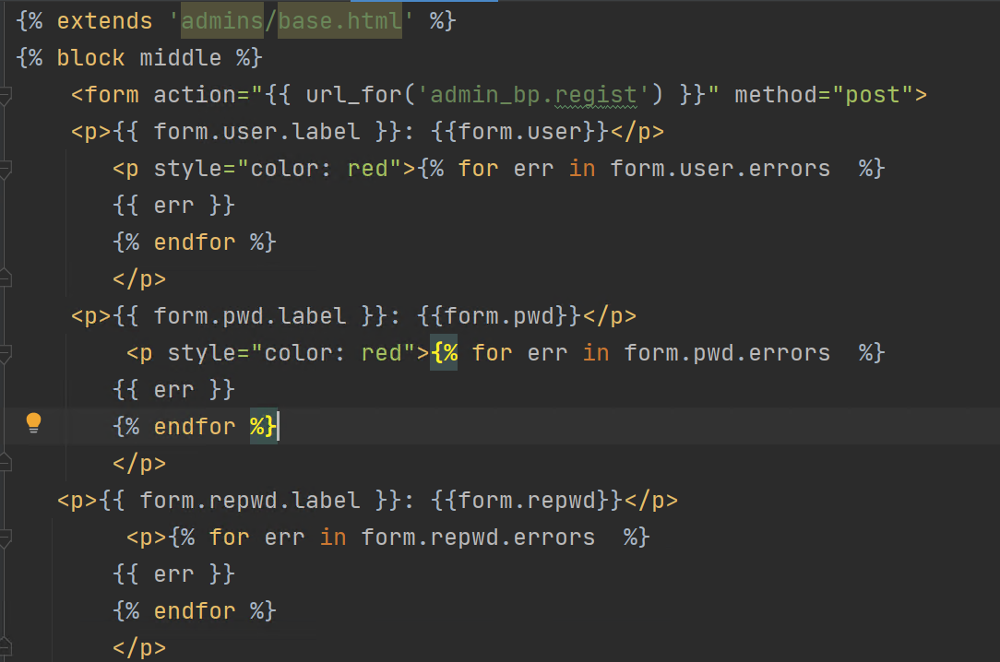 {% extends 'admins/base.html' %}
{% block middle %}
<form action="{{ url_for('admin_bp.regist') }}" method="post">
<p>{{ form.user.label }}: {{form.user}}</p>
<p style="color: red">{% for err in form.user.errors  %}
{{ err }}
{% endfor %}
</p>
<p>{{ form.pwd.label }}: {{form.pwd}}</p>
<p style="color: red">{% for err in form.pwd.errors  %}
{{ err }}
{% endfor %}
</p>
<p>{{ form.repwd.label }}: {{form.repwd}}</p>
<p>{% for err in form.repwd.errors  %}
{{ err }}
{% endfor %}
</p>